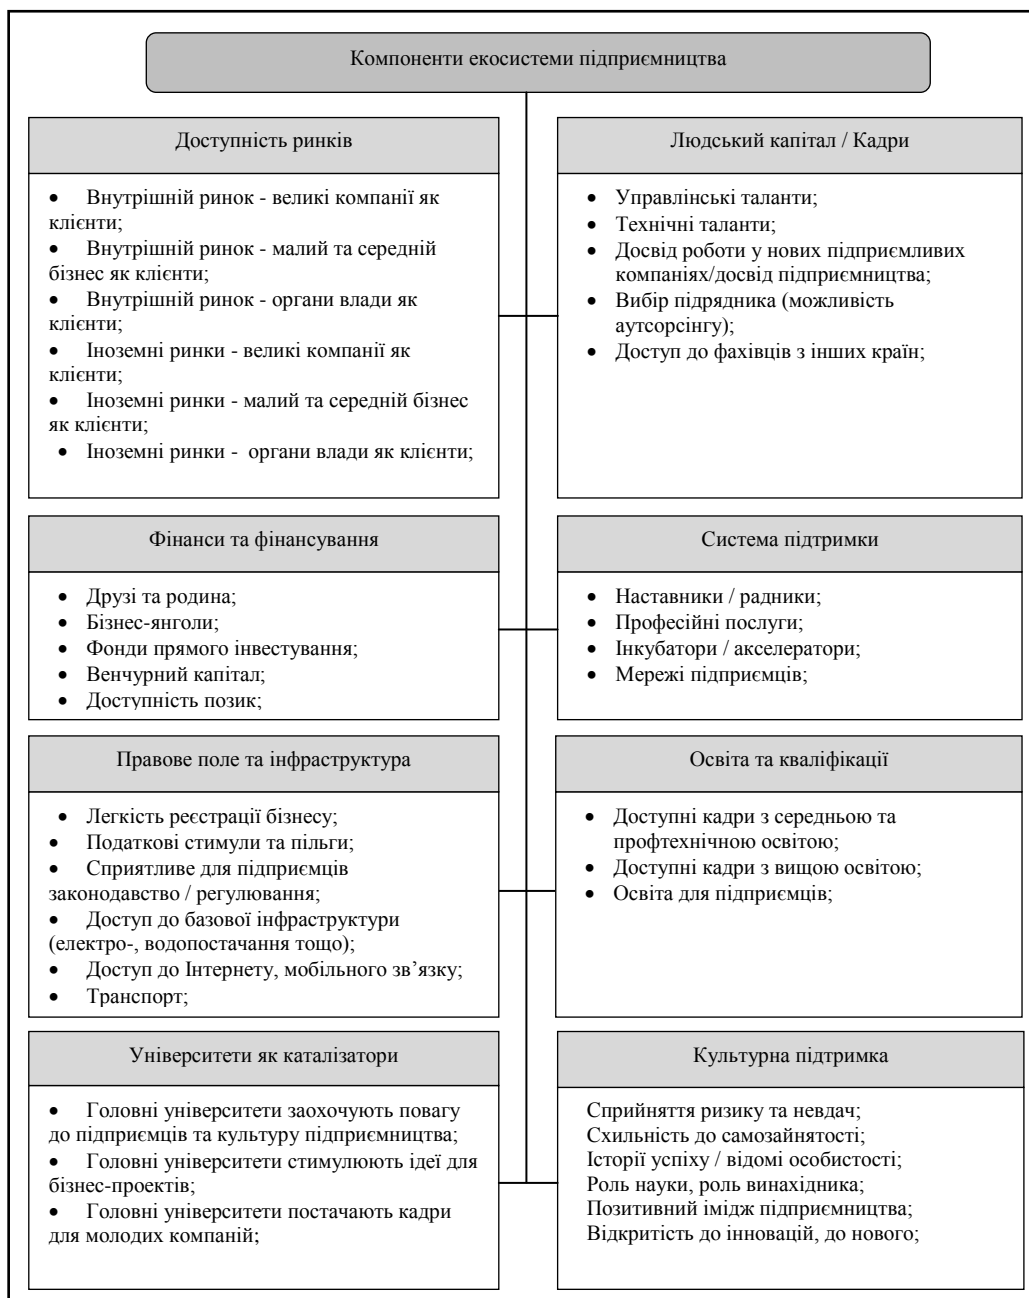 Компоненти екосистеми підприємництва
Доступність ринків
• Внутрішній ринок - великі компанії як
клієнти;
• Внутрішній ринок - малий та середній
бізнес як клієнти;
• Внутрішній ринок - органи влади як
клієнти;
• Іноземні ринки - великі компанії як
клієнти;
• Іноземні ринки - малий та середній бізнес
як клієнти;
• Іноземні ринки - органи влади як клієнти;
Людський капітал / Кадри
• Управлінські таланти;
• Технічні таланти;
• Досвід роботи у нових підприємливих
компаніях/досвід підприємництва;
• Вибір підрядника (можливість
аутсорсінгу);
• Доступ до фахівців з інших країн;
Фінанси та фінансування
• Друзі та родина;
• Бізнес-янголи;
• Фонди прямого інвестування;
• Венчурний капітал;
• Доступність позик;
Система підтримки
• Наставники / радники;
• Професійні послуги;
• Інкубатори / акселератори;
• Мережі підприємців;
Правове поле та інфраструктура
• Легкість реєстрації бізнесу;
• Податкові стимули та пільги;
• Сприятливе для підприємців
законодавство / регулювання;
• Доступ до базової інфраструктури
(електро-, водопостачання тощо);
• Доступ до Інтернету, мобільного зв’язку;
• Транспорт;
Освіта та кваліфікації
• Доступні кадри з середньою та
профтехнічною освітою;
• Доступні кадри з вищою освітою;
• Освіта для підприємців;
Університети як каталізатори
• Головні університети заохочують повагу
до підприємців та культуру підприємництва;
• Головні університети стимулюють ідеї для
бізнес-проектів;
• Головні університети постачають кадри
для молодих компаній;
Культурна підтримка
Сприйняття ризику та невдач;
Схильність до самозайнятості;
Історії успіху / відомі особистості;
Роль науки, роль винахідника;
Позитивний імідж підприємництва;
Відкритість до інновацій, до нового;